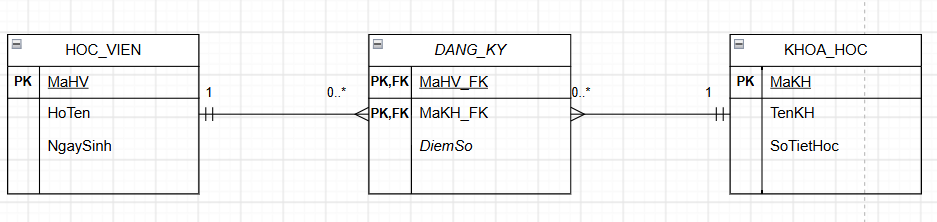 HOC_VIEN
PK MaHV
HoTen
NgaySinh
1
0..*
DANG_KY
PK,FK MaHV_FK
PK,FK MaKH_FK
DiemSo
0..*
1
KHOA_HOC
PK MaKH
TenKH
SoTietHoc